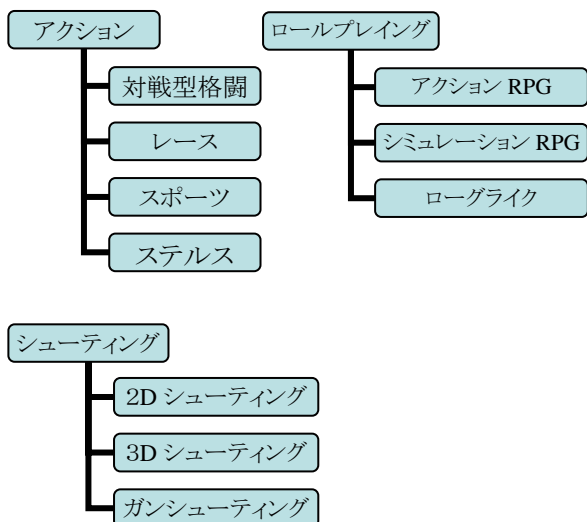 アクション
対戦型格闘
レース
スポーツ
ステルス
ロールプレイング
アクション RPG
シミュレーション RPG
ローグライク
シューティング
2D シューティング
3D シューティング
ガンシューティング